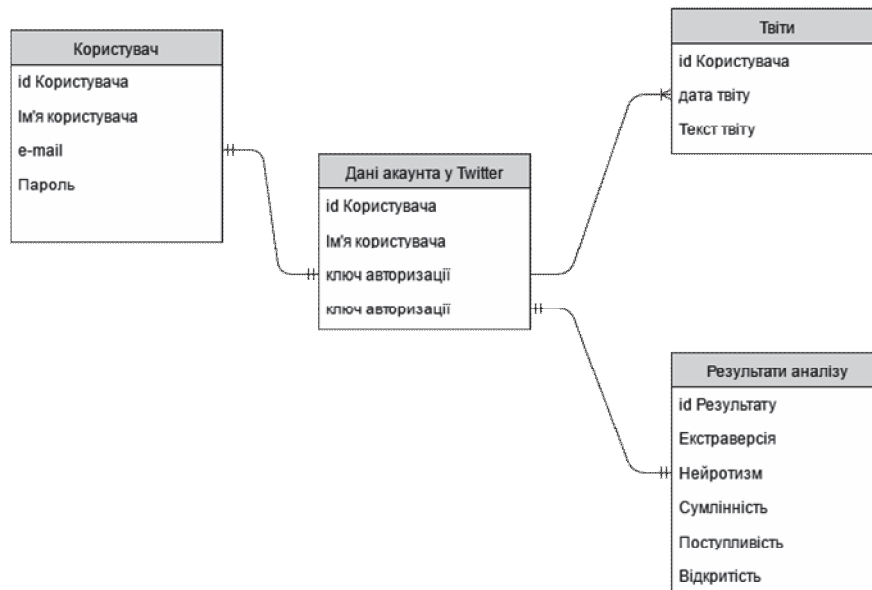 Користувач
id Користувача
Ім'я користувача
e-mail
Пароль
Дані акаунта у Twitter
id Користувача
Ім'я користувача
ключ авторизації
ключ авторизації
Твіти
id Користувача
дата твіту
Текст твіту
Результати аналізу
id Результату
Екстраверсія
Нейротизм
Сумлінність
Поступливість
Відкритість